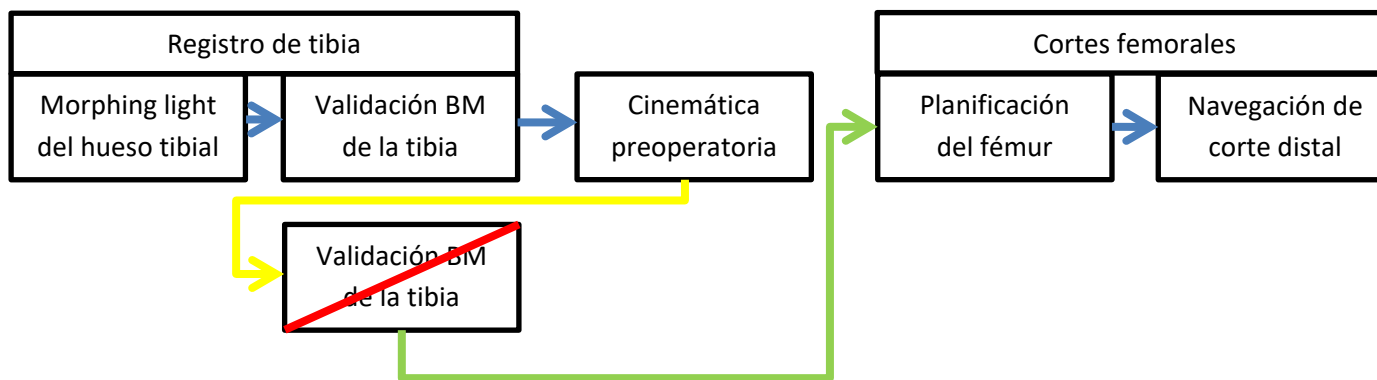 Registro de tibia
Morphing light
del hueso tibial
Validación BM
de la tibia
Cinemática
preoperatoria
Cortes femorales
Planificación
del fémur
Navegación de
corte distal
Validación BM
de la tibia